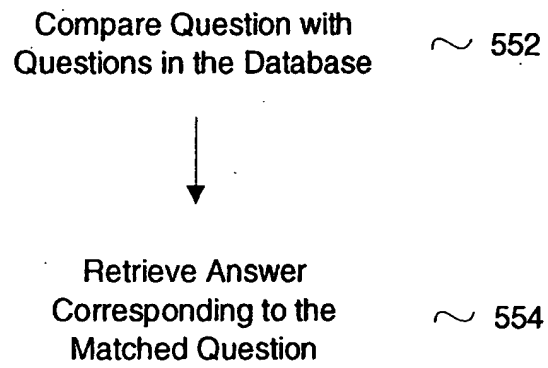 Compare Question with
Questions in the Database
~ 552
Retrieve Answer
Corresponding to the
Matched Question
~ 554